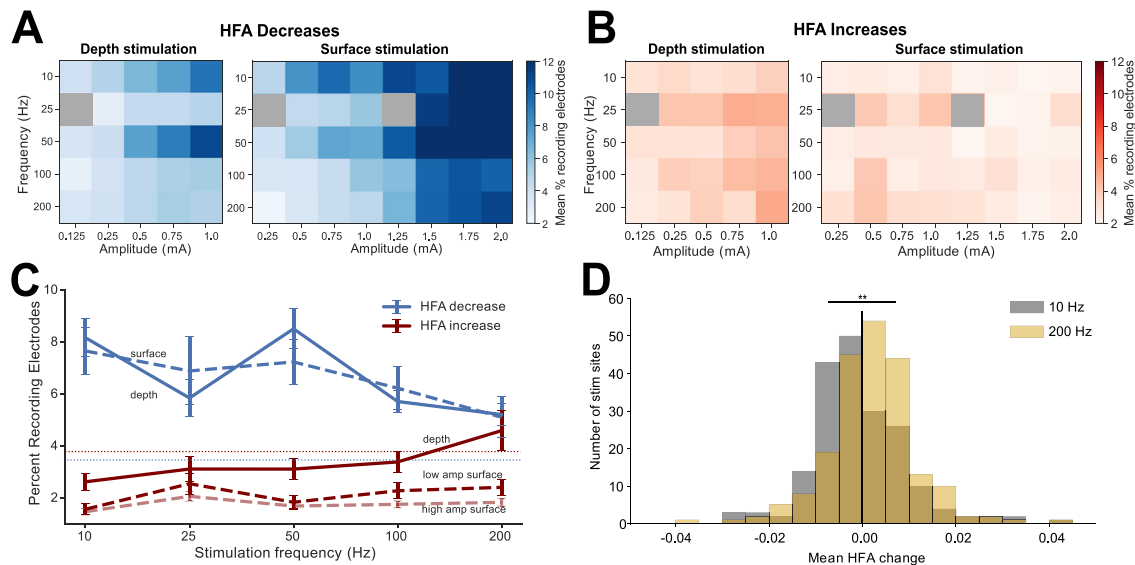 A
HFA Decreases
Depth stimulation
Surface stimulation
Frequency (Hz)
10
25
50
100
200
0.125 0.25 0.5 0.75 1.0
Amplitude (mA)
0.25 0.5 0.75 1.0 1.25 1.5 1.75 2.0
Amplitude (mA)
12
10
8
6
4
2
Mean % recording electrodes
B
HFA Increases
Depth stimulation
Surface stimulation
Frequency (Hz)
10
25
50
100
200
0.125 0.25 0.5 0.75 1.0
Amplitude (mA)
0.25 0.5 0.75 1.0 1.25 1.5 1.75 2.0
Amplitude (mA)
12
10
8
6
4
2
Mean % recording electrodes
C
Percent Recording Electrodes
10
8
6
4
2
HFA decrease
HFA increase
surface
depth
depth
low amp surface
high amp surface
10 25 50 100 200
Stimulation frequency (Hz)
D
Number of stim sites
60
50
40
30
20
10
0
**
10 Hz
200 Hz
-0.04 -0.02 0.00 0.02 0.04
Mean HFA change